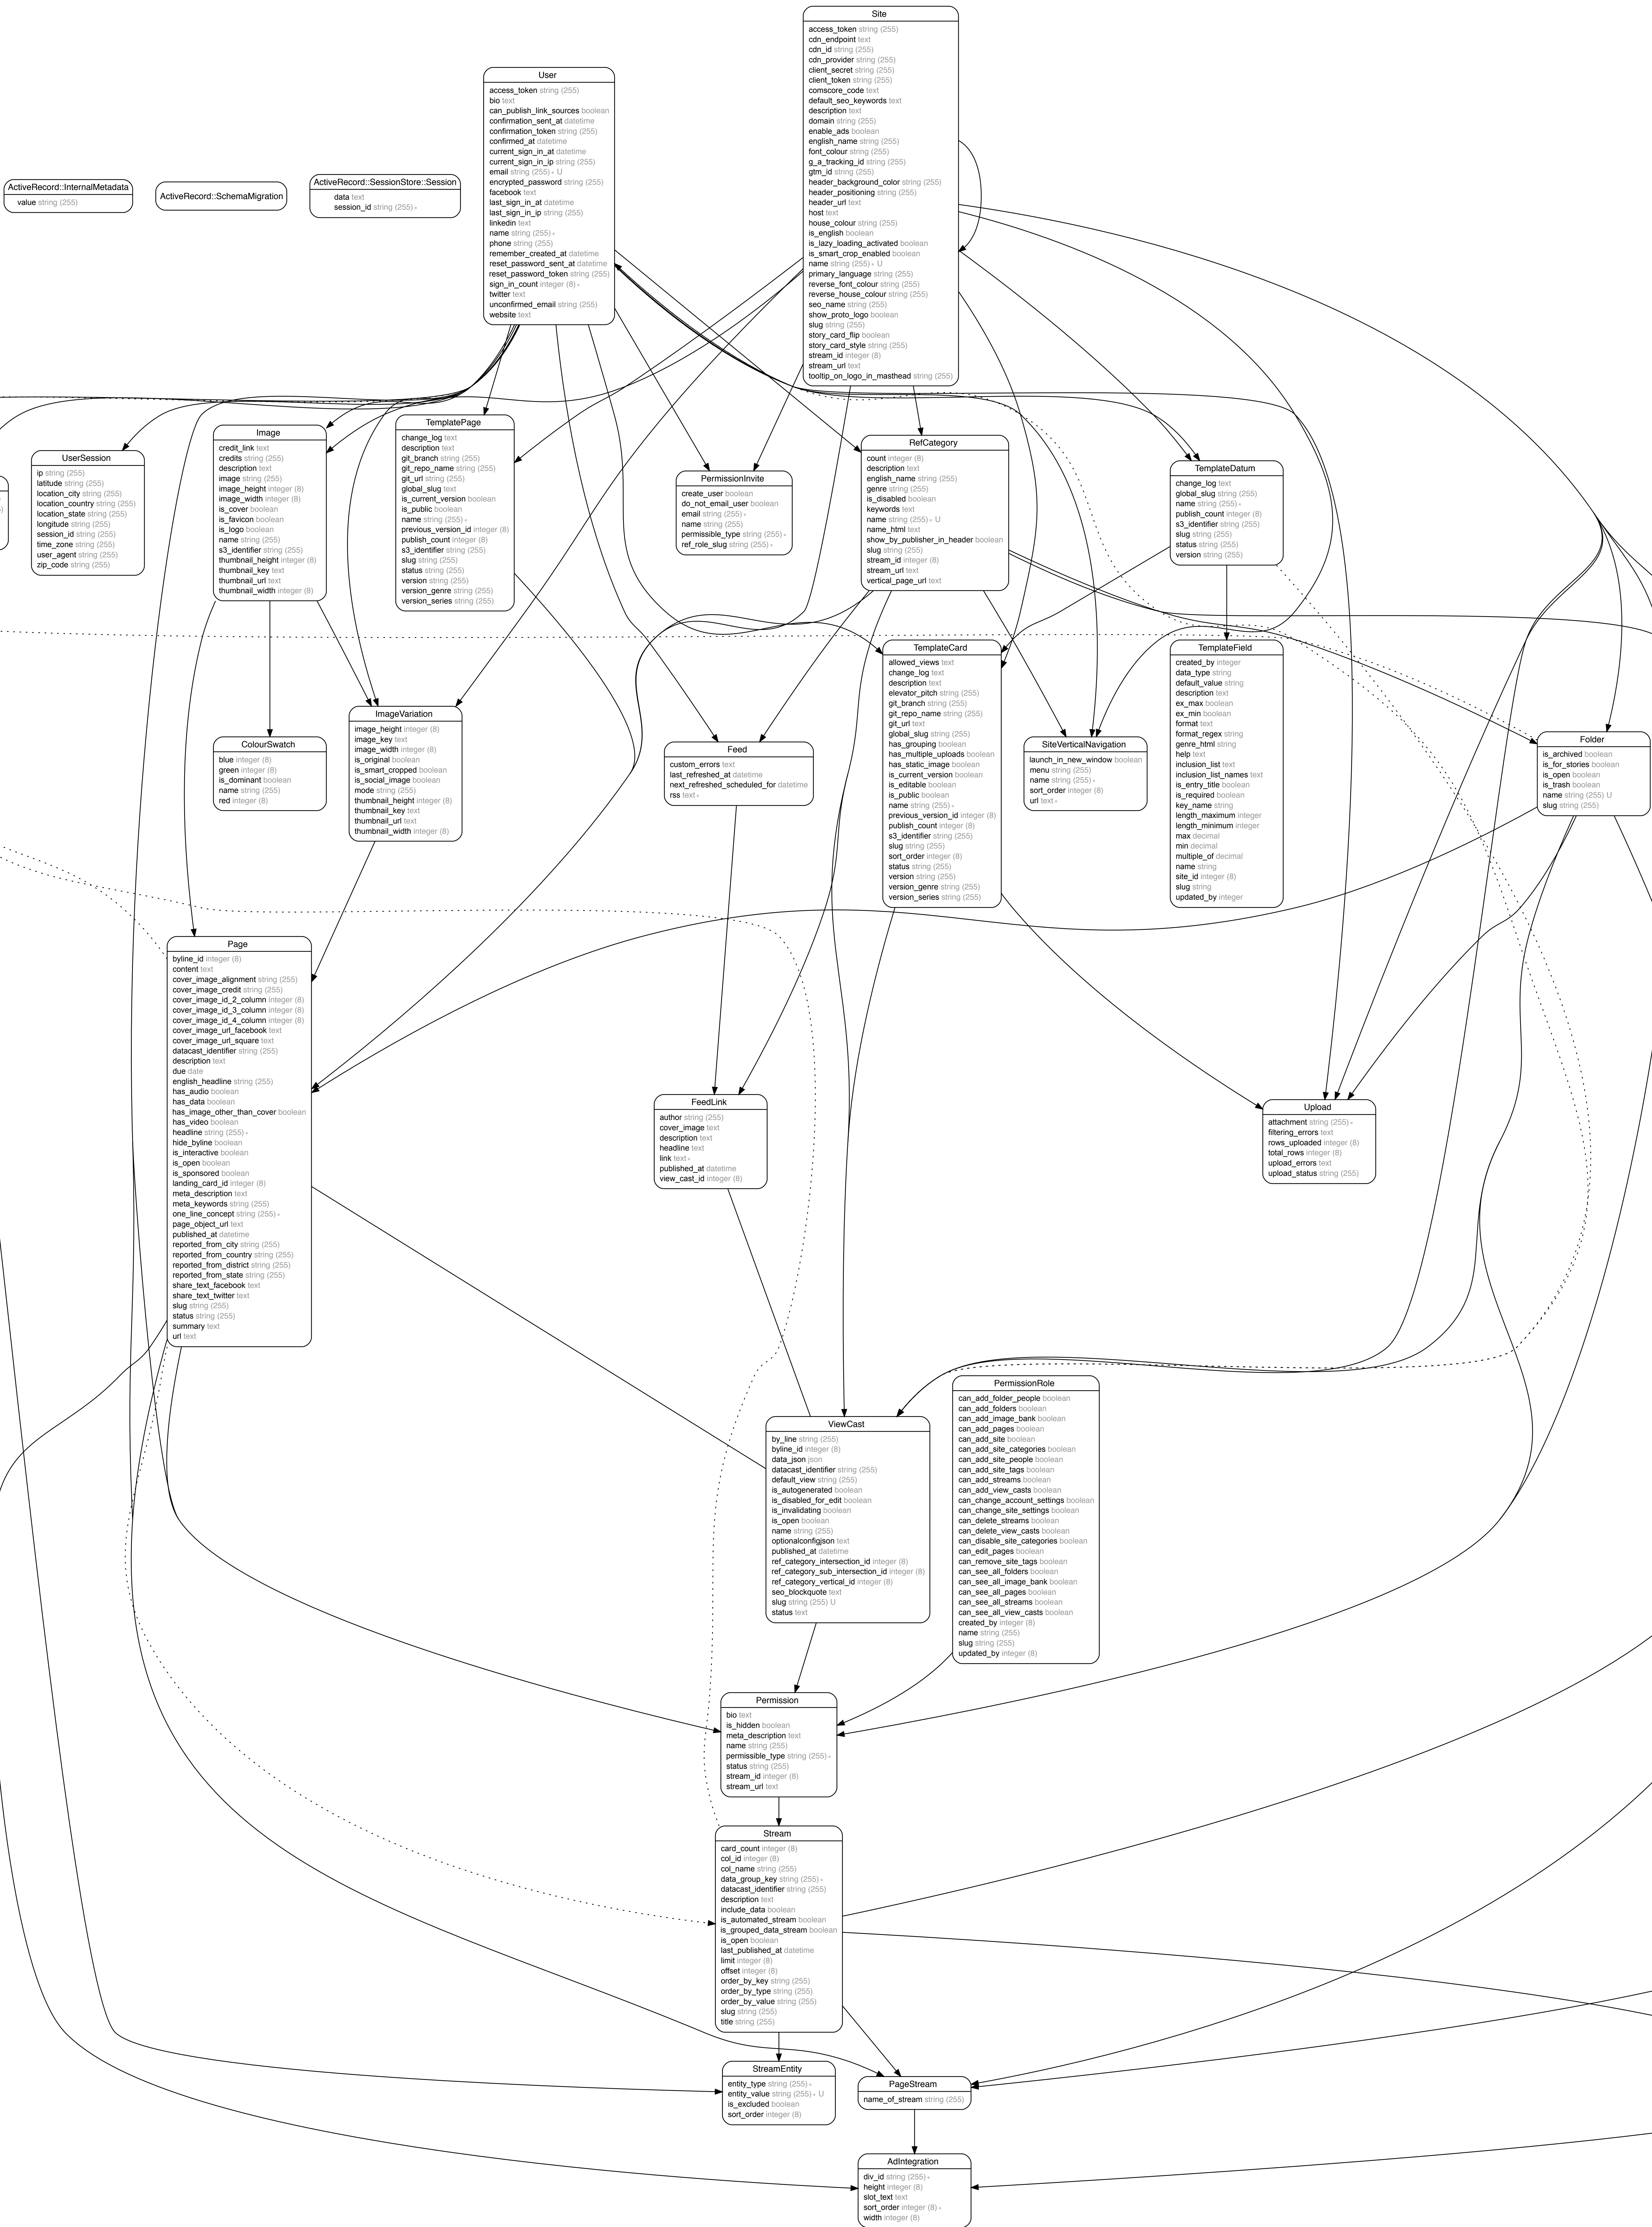 Site
access_token string (255)
cdn_endpoint text
cdn_id string (255)
cdn_provider string (255)
client_secret string (255)
client_token string (255)
comscore_code text
default_seo_keywords text
description text
domain string (255)
enable_ads boolean
english_name string (255)
font_colour string (255)
g_a_tracking_id string (255)
gtm_id string (255)
header_background_color string (255)
header_positioning string (255)
header_url text
host text
house_colour string (255)
is_english boolean
is_lazy_loading_activated boolean
is_smart_crop_enabled boolean
name string (255) * U
primary_language string (255)
reverse_font_colour string (255)
reverse_house_colour string (255)
seo_name string (255)
show_proto_logo boolean
slug string (255)
story_card_flip boolean
story_card_style string (255)
stream_id integer (8)
stream_url text
tooltip_on_logo_in_masthead string (255)
User
access_token string (255)
bio text
can_publish_link_sources boolean
confirmation_sent_at datetime
confirmation_token string (255)
confirmed_at datetime
current_sign_in_at datetime
current_sign_in_ip string (255)
email string (255) * U
encrypted_password string (255)
facebook text
last_sign_in_at datetime
last_sign_in_ip string (255)
linkedin text
name string (255) *
phone string (255)
remember_created_at datetime
reset_password_sent_at datetime
reset_password_token string (255)
sign_in_count integer (8) *
twitter text
unconfirmed_email string (255)
website text
ActiveRecord::InternalMetadata
value string (255)
ActiveRecord::SchemaMigration
ActiveRecord::SessionStore::Session
data text
session_id string (255) *
UserSession
ip string (255)
latitude string (255)
location_city string (255)
location_country string (255)
location_state string (255)
longitude string (255)
session_id string (255)
time_zone string (255)
user_agent string (255)
zip_code string (255)
Image
credit_link text
credits string (255)
description text
image string (255)
image_height integer (8)
image_width integer (8)
is_cover boolean
is_favicon boolean
is_logo boolean
name string (255)
s3_identifier string (255)
thumbnail_height integer (8)
thumbnail_key text
thumbnail_url text
thumbnail_width integer (8)
TemplatePage
change_log text
description text
git_branch string (255)
git_repo_name string (255)
git_url string (255)
global_slug text
is_current_version boolean
is_public boolean
name string (255) *
previous_version_id integer (8)
publish_count integer (8)
s3_identifier string (255)
slug string (255)
status string (255)
version string (255)
version_genre string (255)
version_series string (255)
PermissionInvite
create_user boolean
do_not_email_user boolean
email string (255) *
name string (255)
permissible_type string (255) *
ref_role_slug string (255) *
RefCategory
count integer (8)
description text
english_name string (255)
genre string (255)
is_disabled boolean
keywords text
name string (255) * U
name_html text
show_by_publisher_in_header boolean
slug string (255)
stream_id integer (8)
stream_url text
vertical_page_url text
TemplateDatum
change_log text
global_slug string (255)
name string (255) *
publish_count integer (8)
s3_identifier string (255)
slug string (255)
status string (255)
version string (255)
TemplateCard
allowed_views text
change_log text
description text
elevator_pitch string (255)
git_branch string (255)
git_repo_name string (255)
git_url text
global_slug string (255)
has_grouping boolean
has_multiple_uploads boolean
has_static_image boolean
is_current_version boolean
is_editable boolean
is_public boolean
name string (255) *
previous_version_id integer (8)
publish_count integer (8)
s3_identifier string (255)
slug string (255)
sort_order integer (8)
status string (255)
version string (255)
version_genre string (255)
version_series string (255)
TemplateField
created_by integer
data_type string
default_value string
description text
ex_max boolean
ex_min boolean
format text
format_regex string
genre_html string
help text
inclusion_list text
inclusion_list_names text
is_entry_title boolean
is_required boolean
key_name string
length_maximum integer
length_minimum integer
max decimal
min decimal
multiple_of decimal
name string
site_id integer (8)
slug string
updated_by integer
ColourSwatch
blue integer (8)
green integer (8)
is_dominant boolean
name string (255)
red integer (8)
ImageVariation
image_height integer (8)
image_key text
image_width integer (8)
is_original boolean
is_smart_cropped boolean
is_social_image boolean
mode string (255)
thumbnail_height integer (8)
thumbnail_key text
thumbnail_url text
thumbnail_width integer (8)
Feed
custom_errors text
last_refreshed_at datetime
next_refreshed_scheduled_for datetime
rss text *
SiteVerticalNavigation
launch_in_new_window boolean
menu string (255)
name string (255) *
sort_order integer (8)
url text *
Folder
is_archived boolean
is_for_stories boolean
is_open boolean
is_trash boolean
name string (255) U
slug string (255)
Page
byline_id integer (8)
content text
cover_image_alignment string (255)
cover_image_credit string (255)
cover_image_id_2_column integer (8)
cover_image_id_3_column integer (8)
cover_image_id_4_column integer (8)
cover_image_url_facebook text
cover_image_url_square text
datacast_identifier string (255)
description text
due date
english_headline string (255)
has_audio boolean
has_data boolean
has_image_other_than_cover boolean
has_video boolean
headline string (255) *
hide_byline boolean
is_interactive boolean
is_open boolean
is_sponsored boolean
landing_card_id integer (8)
meta_description text
meta_keywords string (255)
one_line_concept string (255) *
page_object_url text
published_at datetime
reported_from_city string (255)
reported_from_country string (255)
reported_from_district string (255)
reported_from_state string (255)
share_text_facebook text
share_text_twitter text
slug string (255)
status string (255)
summary text
url text
FeedLink
author string (255)
cover_image text
description text
headline text
link text *
published_at datetime
view_cast_id integer (8)
Upload
attachment string (255) *
filtering_errors text
rows_uploaded integer (8)
total_rows integer (8)
upload_errors text
upload_status string (255)
ViewCast
by_line string (255)
byline_id integer (8)
data_json json
datacast_identifier string (255)
default_view string (255)
is_autogenerated boolean
is_disabled_for_edit boolean
is_invalidating boolean
is_open boolean
name string (255)
optionalconfigjson text
published_at datetime
ref_category_intersection_id integer (8)
ref_category_sub_intersection_id integer (8)
ref_category_vertical_id integer (8)
seo_blockquote text
slug string (255) U
status text
PermissionRole
can_add_folder_people boolean
can_add_folders boolean
can_add_image_bank boolean
can_add_pages boolean
can_add_site boolean
can_add_site_categories boolean
can_add_site_people boolean
can_add_site_tags boolean
can_add_streams boolean
can_add_view_casts boolean
can_change_account_settings boolean
can_change_site_settings boolean
can_delete_streams boolean
can_delete_view_casts boolean
can_disable_site_categories boolean
can_edit_pages boolean
can_remove_site_tags boolean
can_see_all_folders boolean
can_see_all_image_bank boolean
can_see_all_pages boolean
can_see_all_streams boolean
can_see_all_view_casts boolean
created_by integer (8)
name string (255)
slug string (255)
updated_by integer (8)
Permission
bio text
is_hidden boolean
meta_description text
name string (255)
permissible_type string (255) *
status string (255)
stream_id integer (8)
stream_url text
Stream
card_count integer (8)
col_id integer (8)
col_name string (255)
data_group_key string (255) *
datacast_identifier string (255)
description text
include_data boolean
is_automated_stream boolean
is_grouped_data_stream boolean
is_open boolean
last_published_at datetime
limit integer (8)
offset integer (8)
order_by_key string (255)
order_by_type string (255)
order_by_value string (255)
slug string (255)
title string (255)
StreamEntity
entity_type string (255) *
entity_value string (255) * U
is_excluded boolean
sort_order integer (8)
PageStream
name_of_stream string (255)
AdIntegration
div_id string (255) *
height integer (8)
slot_text text
sort_order integer (8) *
width integer (8)